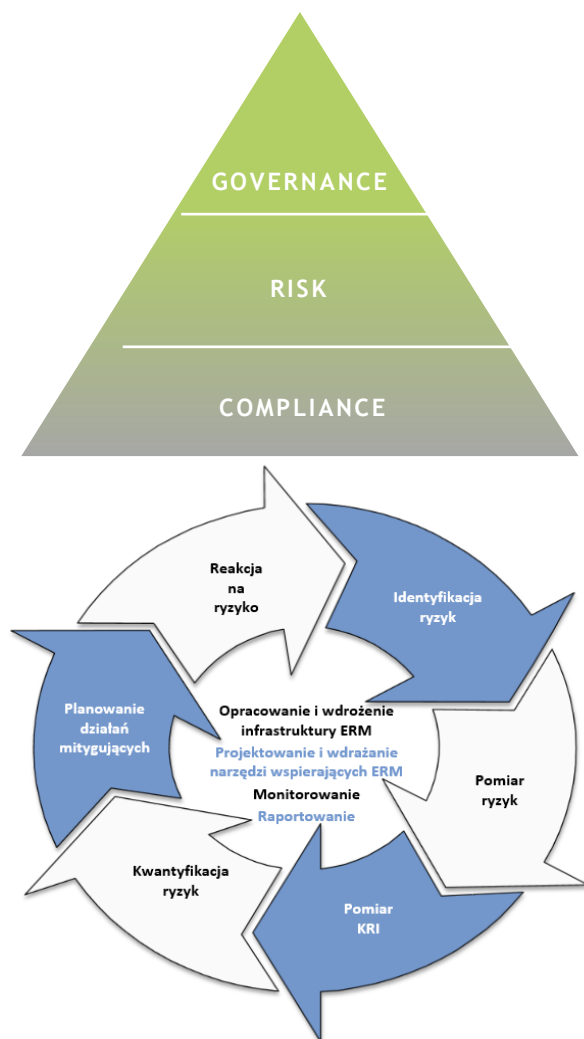 GOVERNANCE
RISK
COMPLIANCE
Reakcja
na
ryzyko
Identyfikacja
ryzyk
Pomiar
ryzyk
Pomiar
KRI
Kwantyfikacja
ryzyk
Planowanie
działań
mitygujących
Opracowanie i wdrożenie
infrastruktury ERM
Projektowanie i wdrażanie
narzędzi wspierających ERM
Monitorowanie
Raportowanie